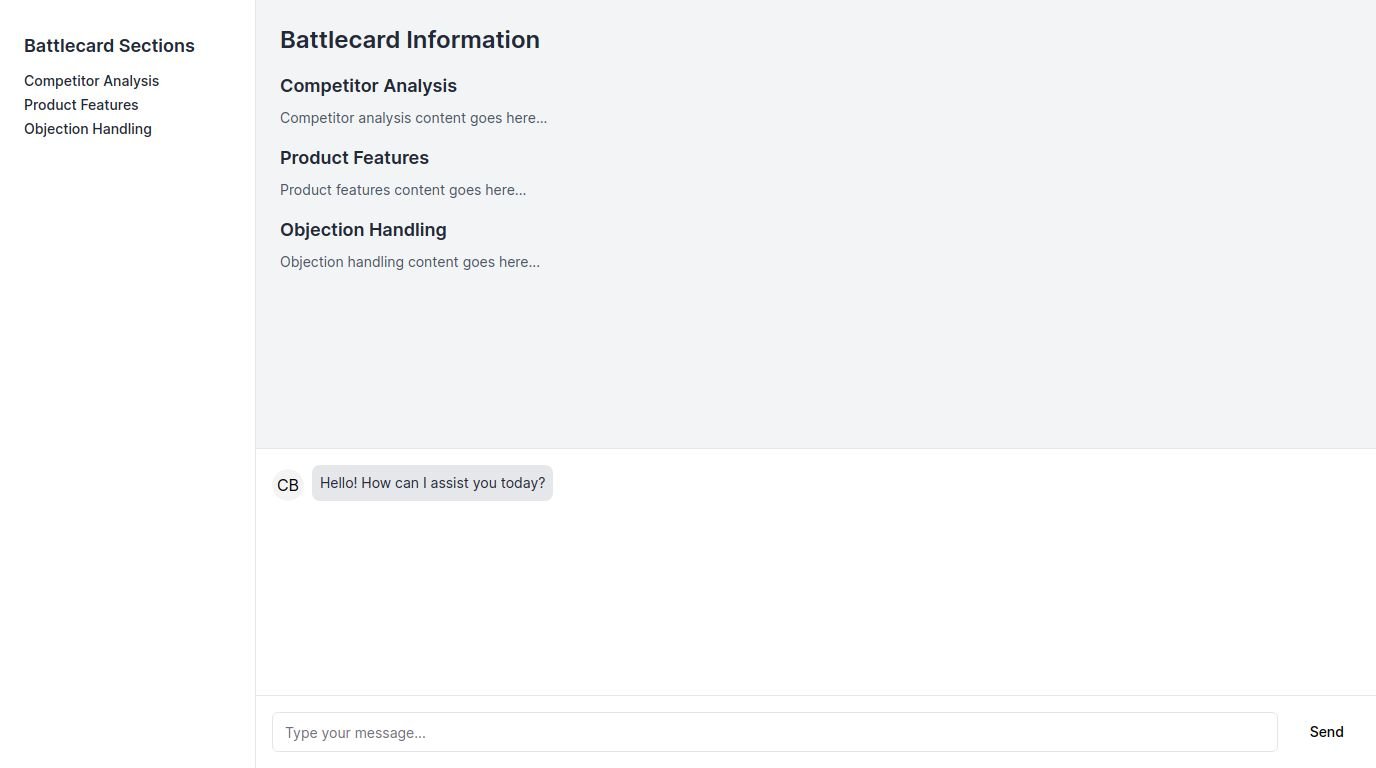 Battlecard Sections
Competitor Analysis
Product Features
Objection Handling
Battlecard Information
Competitor Analysis
Competitor analysis content goes here...
Product Features
Product features content goes here...
Objection Handling
Objection handling content goes here...
CB
Hello! How can I assist you today?
Type your message...
Send